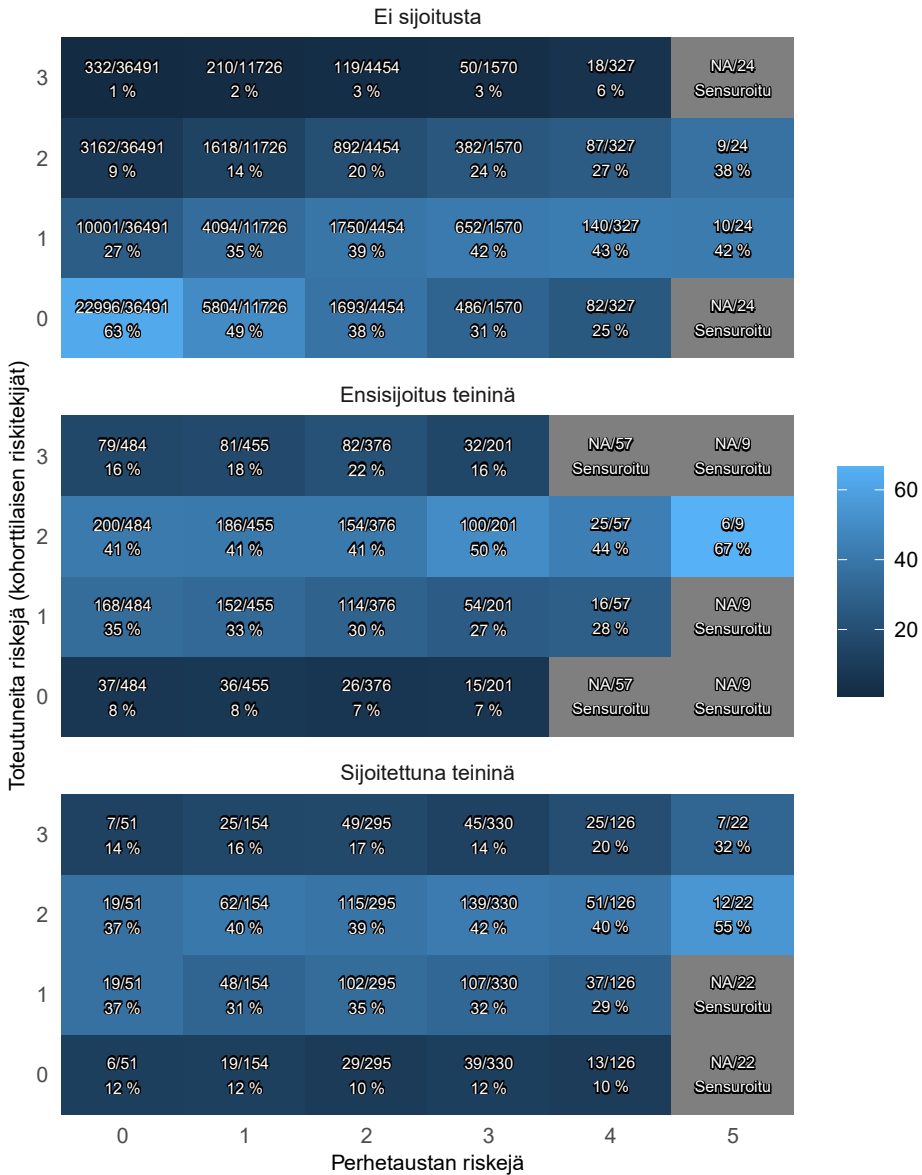 Ei sijoitusta
3
332/36491 210/11726 119/4454 50/1570 18/327 NA/24
1 % 2 % 3 % 3 % 6 % Sensuroitu
2
3162/36491 1618/11726 892/4454 382/1570 87/327 9/24
9 % 14 % 20 % 24 % 27 % 38 %
1
10001/36491 4094/11726 1750/4454 652/1570 140/327 10/24
27 % 35 % 39 % 42 % 43 % 42 %
0
22996/36491 5804/11726 1693/4454 486/1570 82/327 NA/24
63 % 49 % 38 % 31 % 25 % Sensuroitu
Toteutuneita riskejä (kohorttilaisen riskitekijät)
Ensisijoitus teininä
3
79/484 81/455 82/376 32/201 NA/57 NA/9
16 % 18 % 22 % 16 % Sensuroitu Sensuroitu
2
200/484 186/455 154/376 100/201 25/57 6/9
41 % 41 % 41 % 50 % 44 % 67 %
1
168/484 152/455 114/376 54/201 16/57 NA/9
35 % 33 % 30 % 27 % 28 % Sensuroitu
0
37/484 36/455 26/376 15/201 NA/57 NA/9
8 % 8 % 7 % 7 % Sensuroitu Sensuroitu
60
40
20
Sijoitettuna teininä
3
7/51 25/154 49/295 45/330 25/126 7/22
14 % 16 % 17 % 14 % 20 % 32 %
2
19/51 62/154 115/295 139/330 51/126 12/22
37 % 40 % 39 % 42 % 40 % 55 %
1
19/51 48/154 102/295 107/330 37/126 NA/22
37 % 31 % 35 % 32 % 29 % Sensuroitu
0
6/51 19/154 29/295 39/330 13/126 NA/22
12 % 12 % 10 % 12 % 10 % Sensuroitu
0 1 2 3 4 5
Perhetaustan riskejä